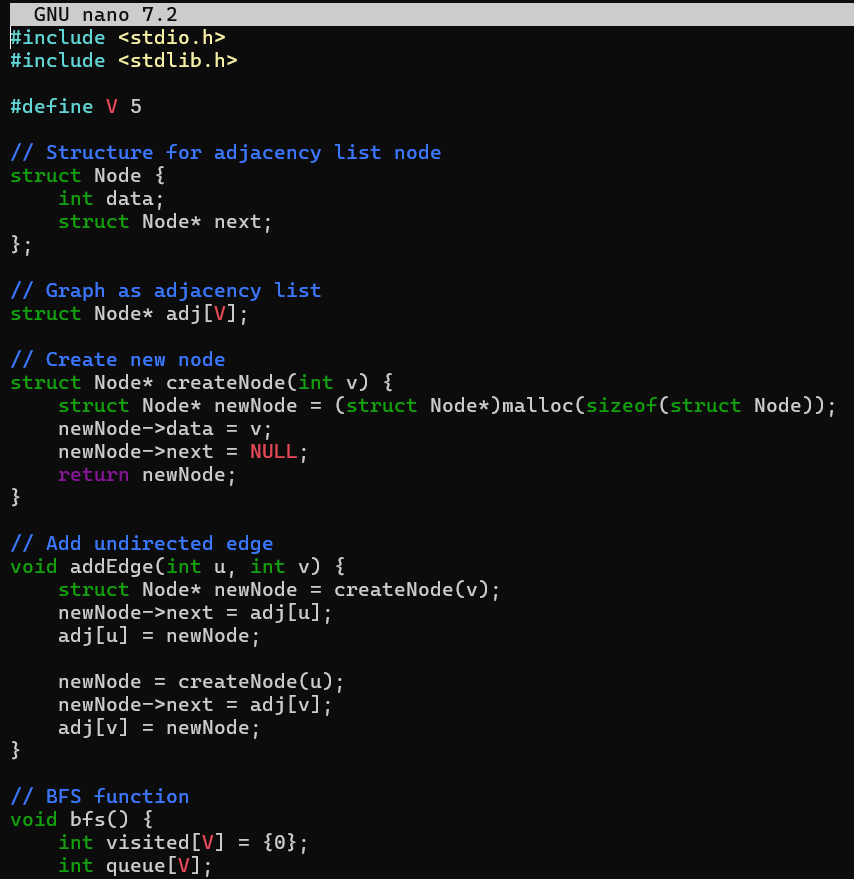 GNU nano 7.2
#include <stdio.h>
#include <stdlib.h>

#define V 5

// Structure for adjacency list node
struct Node {
    int data;
    struct Node* next;
};

// Graph as adjacency list
struct Node* adj[V];

// Create new node
struct Node* createNode(int v) {
    struct Node* newNode = (struct Node*)malloc(sizeof(struct Node));
    newNode->data = v;
    newNode->next = NULL;
    return newNode;
}

// Add undirected edge
void addEdge(int u, int v) {
    struct Node* newNode = createNode(v);
    newNode->next = adj[u];
    adj[u] = newNode;

    newNode = createNode(u);
    newNode->next = adj[v];
    adj[v] = newNode;
}

// BFS function
void bfs() {
    int visited[V] = {0};
    int queue[V];